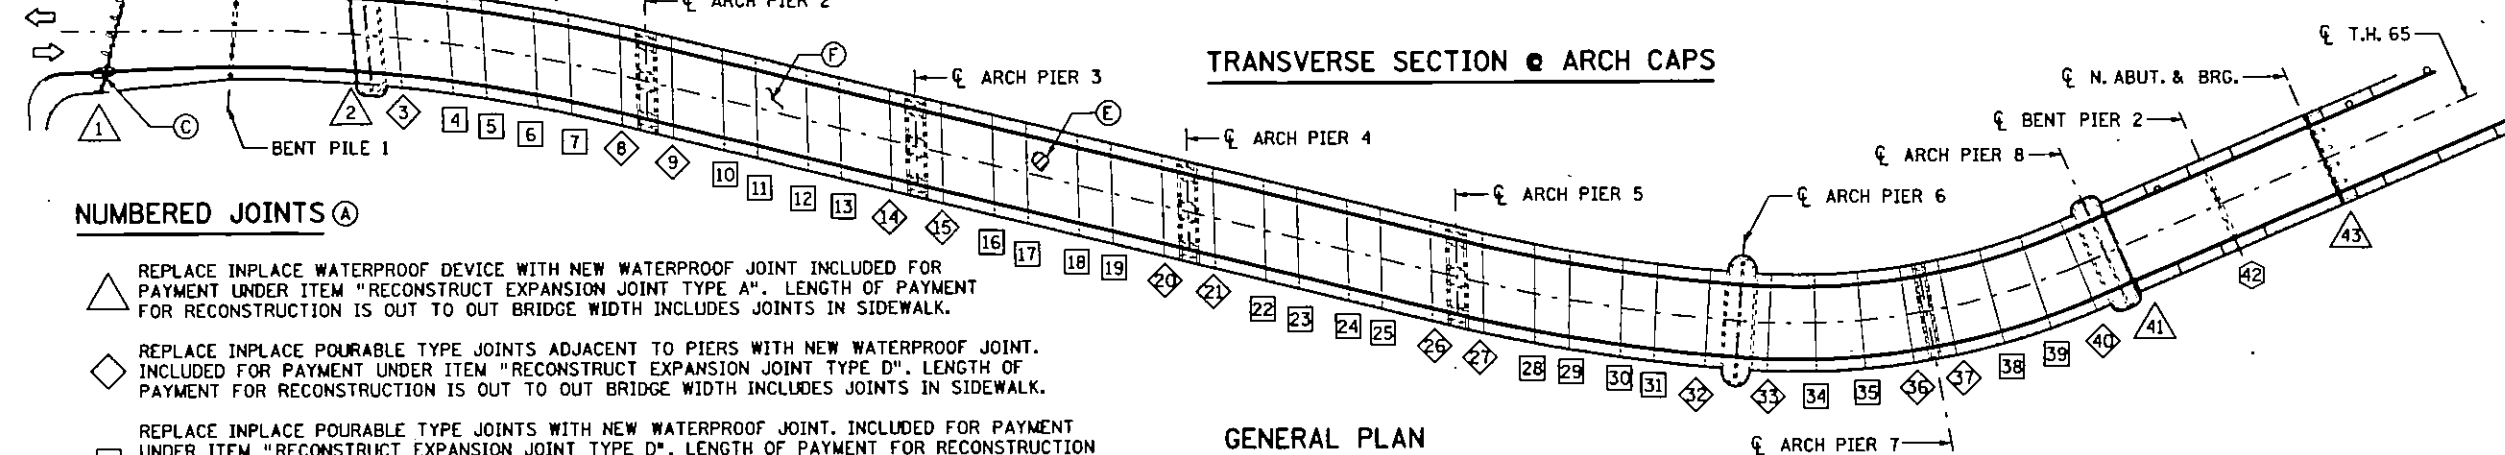 ℄ ARCH PIER 2
TRANSVERSE SECTION @ ARCH CAPS
℄ T.H. 65
℄ N. ABUT. & BRG.
℄ BENT PIER 2
℄ ARCH PIER 8
℄ ARCH PIER 3
℄ ARCH PIER 4
℄ ARCH PIER 5
℄ ARCH PIER 6
℄ ARCH PIER 7
F
E
C
BENT PILE 1
1
2
3
4
5
6
7
8
9
10
11
12
13
14
15
16
17
18
19
20
21
22
23
24
25
26
27
28
29
30
31
32
33
34
35
36
37
38
39
40
41
42
43
NUMBERED JOINTS A
REPLACE INPLACE WATERPROOF DEVICE WITH NEW WATERPROOF JOINT INCLUDED FOR
PAYMENT UNDER ITEM "RECONSTRUCT EXPANSION JOINT TYPE A". LENGTH OF PAYMENT
FOR RECONSTRUCTION IS OUT TO OUT BRIDGE WIDTH INCLUDES JOINTS IN SIDEWALK.
REPLACE INPLACE POURABLE TYPE JOINTS ADJACENT TO PIERS WITH NEW WATERPROOF JOINT.
INCLUDED FOR PAYMENT UNDER ITEM "RECONSTRUCT EXPANSION JOINT TYPE D". LENGTH OF
PAYMENT FOR RECONSTRUCTION IS OUT TO OUT BRIDGE WIDTH INCLUDES JOINTS IN SIDEWALK.
REPLACE INPLACE POURABLE TYPE JOINTS WITH NEW WATERPROOF JOINT. INCLUDED FOR PAYMENT
UNDER ITEM "RECONSTRUCT EXPANSION JOINT TYPE D". LENGTH OF PAYMENT FOR RECONSTRUCTION
GENERAL PLAN